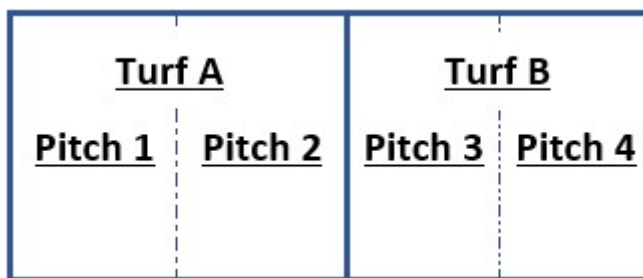 Turf A
Turf B
Pitch 1
Pitch 2
Pitch 3
Pitch 4